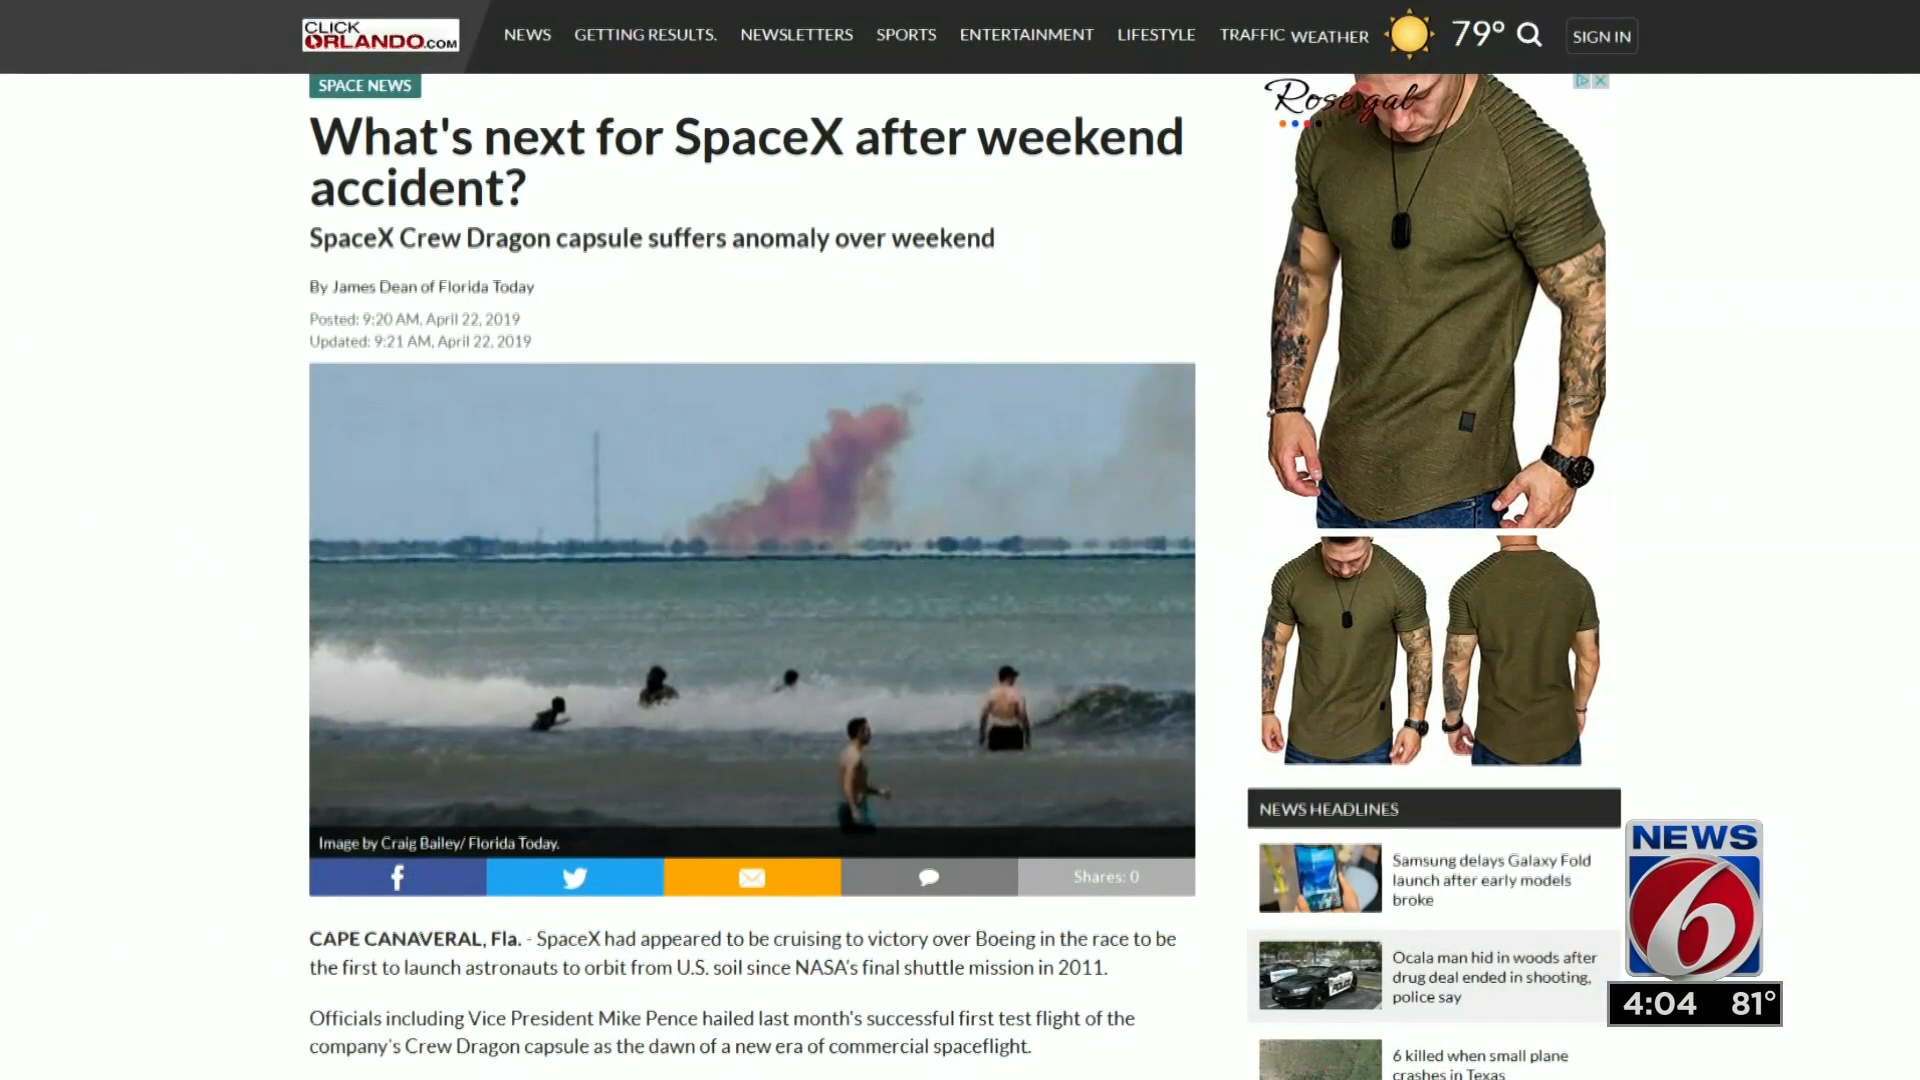 CLICK
ORLANDO.COM
NEWS GETTING RESULTS. NEWSLETTERS SPORTS ENTERTAINMENT LIFESTYLE TRAFFIC WEATHER 79° SIGN IN
SPACE NEWS
What's next for SpaceX after weekend
accident?
SpaceX Crew Dragon capsule suffers anomaly over weekend
By James Dean of Florida Today
Posted: 9:20 AM, April 22, 2019
Updated: 9:21 AM, April 22, 2019
Image by Craig Bailey/ Florida Today.
Shares: 0
CAPE CANAVERAL, Fla. - SpaceX had appeared to be cruising to victory over Boeing in the race to be
the first to launch astronauts to orbit from U.S. soil since NASA's final shuttle mission in 2011.
Officials including Vice President Mike Pence hailed last month's successful first test flight of the
company's Crew Dragon capsule as the dawn of a new era of commercial spaceflight.
Rosegal
NEWS HEADLINES
Samsung delays Galaxy Fold
launch after early models
broke
Ocala man hid in woods after
drug deal ended in shooting,
police say
6 killed when small plane
crashes in Texas
NEWS
6
4:04 81°